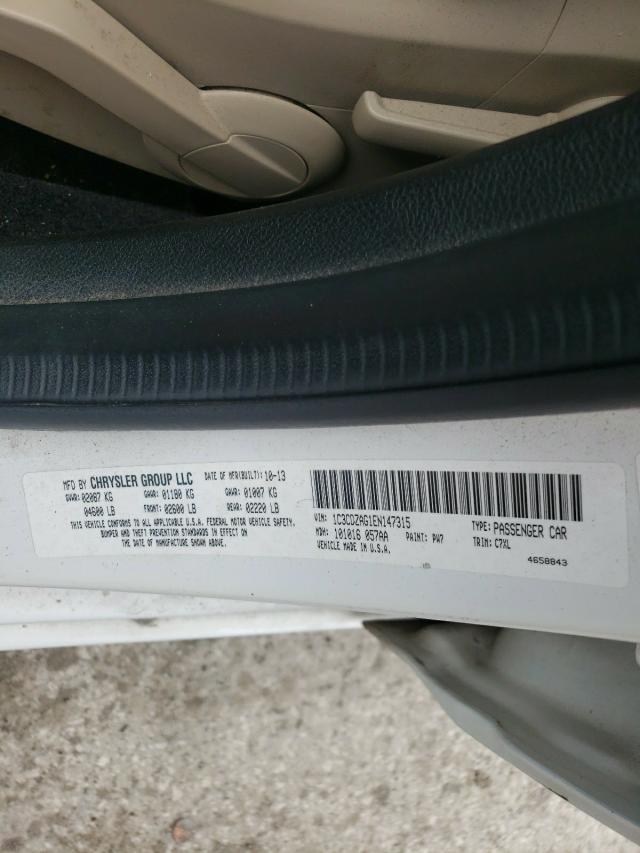 MFD BY CHRYSLER GROUP LLC DATE OF MFR(BUILT): 10-13
GVWR: 02087 KG GAWR: 01180 KG GAWR: 01007 KG
04600 LB FRONT: 02600 LB REAR: 02220 LB
THIS VEHICLE CONFORMS TO ALL U.S.A. FEDERAL MOTOR VEHICLE SAFETY,
BUMPER AND THEFT PREVENTION STANDARDS IN EFFECT ON
THE DATE OF MANUFACTURE SHOWN ABOVE.
VIN: 1C3CDZAG1EN147315 TYPE: PASSENGER CAR
MDH: 101016 057AA PAINT: PW7 TRIM: C7XL
VEHICLE MADE IN U.S.A. 4658843